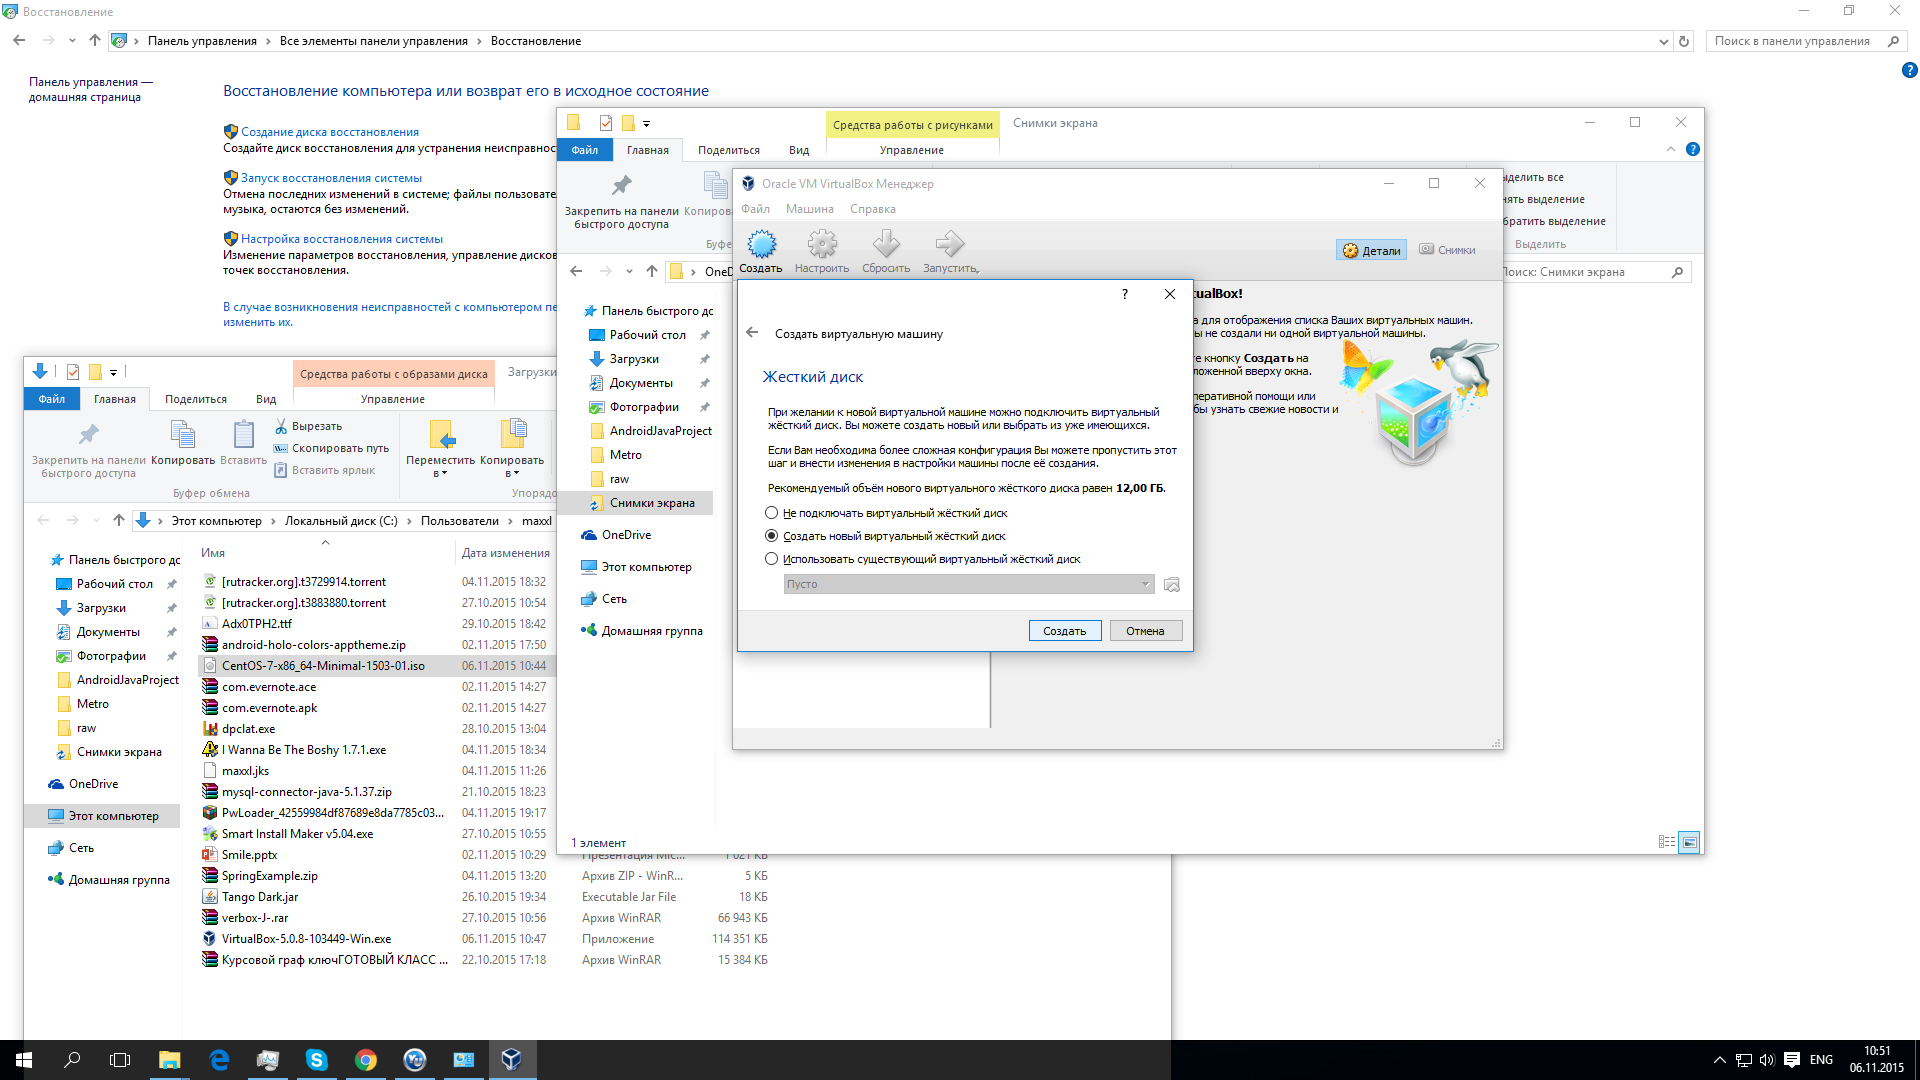 Восстановление
Панель управления
Все элементы панели управления
Восстановление
Поиск в панели управления
Панель управления —
домашняя страница
Восстановление компьютера или возврат его в исходное состояние
Создание диска восстановления
Создайте диск восстановления для устранения неисправнос
Запуск восстановления системы
Отмена последних изменений в системе; файлы пользовате
музыка, остаются без изменений.
Настройка восстановления системы
Изменение параметров восстановления, управление дисков
точек восстановления.
В случае возникновения неисправностей с компьютером пе
изменить их.
Средства работы с рисунками
Снимки экрана
Файл
Главная
Поделиться
Вид
Управление
Закрепить на панели
быстрого доступа
Копирова
Буфе
ыделить все
нять выделение
братить выделение
Выделить
OneD
Поиск: Снимки экрана
Панель быстрого до
Рабочий стол
Загрузки
Документы
Фотографии
AndroidJavaProject
Metro
raw
Снимки экрана
OneDrive
Этот компьютер
Сеть
Домашняя группа
1 элемент
Oracle VM VirtualBox Менеджер
Файл
Машина
Справка
Создать
Настроить
Сбросить
Запустить
Детали
Снимки
tualBox!
а для отображения списка Ваших виртуальных машин.
ы не создали ни одной виртуальной машины.
те кнопку Создать на
ложенной вверху окна.
перативной помощи или
бы узнать свежие новости и
?
Создать виртуальную машину
Жесткий диск
При желании к новой виртуальной машине можно подключить виртуальный
жёсткий диск. Вы можете создать новый или выбрать из уже имеющихся.
Если Вам необходима более сложная конфигурация Вы можете пропустить этот
шаг и внести изменения в настройки машины после её создания.
Рекомендуемый объём нового виртуального жёсткого диска равен 12,00 ГБ.
Не подключать виртуальный жёсткий диск
Создать новый виртуальный жёсткий диск
Использовать существующий виртуальный жёсткий диск
Пусто
Создать
Отмена
Средства работы с образами диска
Загрузки
Файл
Главная
Поделиться
Вид
Управление
Закрепить на панели
быстрого доступа
Копировать
Вставить
Вырезать
Скопировать путь
Вставить ярлык
Буфер обмена
Переместить
в
Копировать
в
Упорядо
Этот компьютер
Локальный диск (C:)
Пользователи
maxxl
Панель быстрого до
Рабочий стол
Загрузки
Документы
Фотографии
AndroidJavaProject
Metro
raw
Снимки экрана
OneDrive
Этот компьютер
Сеть
Домашняя группа
Имя
Дата изменения
[rutracker.org].t3729914.torrent 04.11.2015 18:32
[rutracker.org].t3883880.torrent 27.10.2015 10:54
Adx0TPH2.ttf 29.10.2015 18:42
android-holo-colors-apptheme.zip 02.11.2015 17:50
CentOS-7-x86_64-Minimal-1503-01.iso 06.11.2015 10:44
com.evernote.ace 02.11.2015 14:27
com.evernote.apk 02.11.2015 14:27
dpclat.exe 28.10.2015 13:04
I Wanna Be The Boshy 1.7.1.exe 04.11.2015 18:34
maxxl.jks 04.11.2015 11:26
mysql-connector-java-5.1.37.zip 21.10.2015 18:23
PwLoader_42559984df87689e8da7785c03... 04.11.2015 19:17
Smart Install Maker v5.04.exe 27.10.2015 10:55
Smile.pptx 02.11.2015 10:29 Презентация Mic... 1 021 КБ
SpringExample.zip 04.11.2015 13:20 Архив ZIP - WinR... 5 КБ
Tango Dark.jar 26.10.2015 19:34 Executable Jar File 18 КБ
verbox-J-.rar 27.10.2015 10:56 Архив WinRAR 66 943 КБ
VirtualBox-5.0.8-103449-Win.exe 06.11.2015 10:47 Приложение 114 351 КБ
Курсовой граф ключГОТОВЫЙ КЛАСС ... 22.10.2015 17:18 Архив WinRAR 15 384 КБ
ENG
10:51
06.11.2015